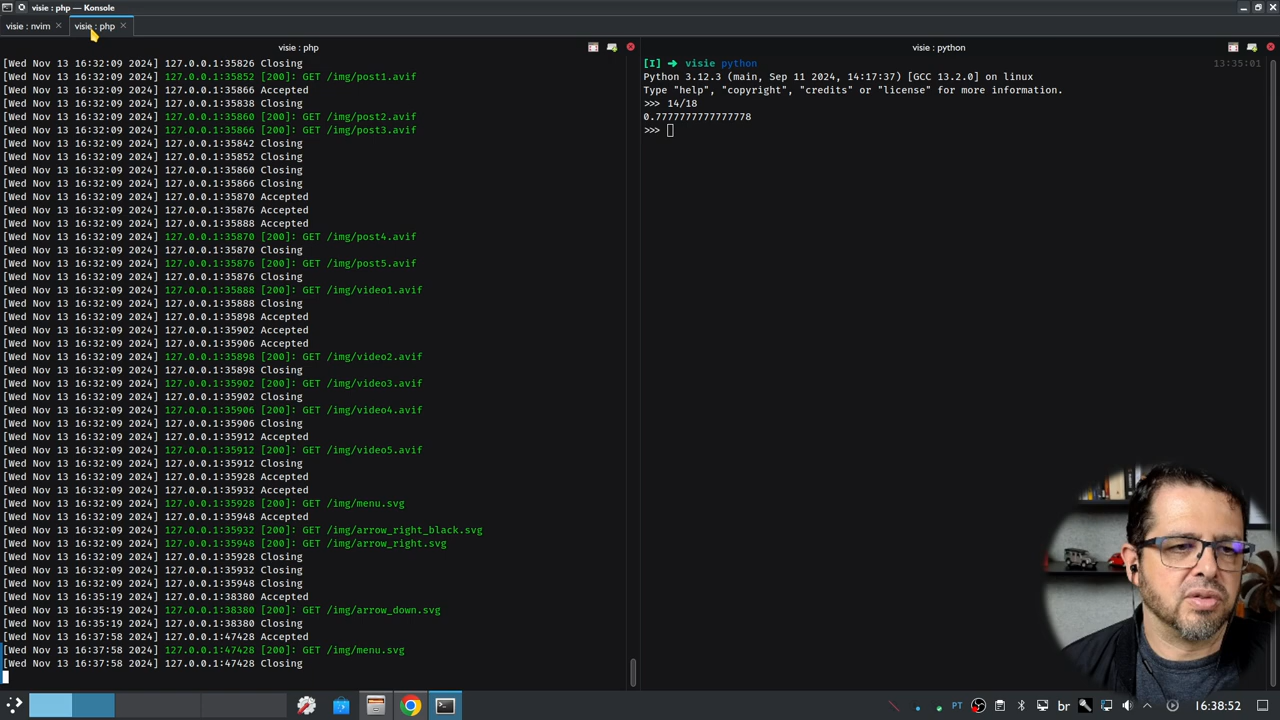 visie : php — Konsole
visie : nvim
visie : php
visie : php
[Wed Nov 13 16:32:09 2024] 127.0.0.1:35826 Closing
[Wed Nov 13 16:32:09 2024] 127.0.0.1:35852 [200]: GET /img/post1.avif
[Wed Nov 13 16:32:09 2024] 127.0.0.1:35866 Accepted
[Wed Nov 13 16:32:09 2024] 127.0.0.1:35838 Closing
[Wed Nov 13 16:32:09 2024] 127.0.0.1:35860 [200]: GET /img/post2.avif
[Wed Nov 13 16:32:09 2024] 127.0.0.1:35866 [200]: GET /img/post3.avif
[Wed Nov 13 16:32:09 2024] 127.0.0.1:35842 Closing
[Wed Nov 13 16:32:09 2024] 127.0.0.1:35852 Closing
[Wed Nov 13 16:32:09 2024] 127.0.0.1:35860 Closing
[Wed Nov 13 16:32:09 2024] 127.0.0.1:35866 Closing
[Wed Nov 13 16:32:09 2024] 127.0.0.1:35870 Accepted
[Wed Nov 13 16:32:09 2024] 127.0.0.1:35876 Accepted
[Wed Nov 13 16:32:09 2024] 127.0.0.1:35888 Accepted
[Wed Nov 13 16:32:09 2024] 127.0.0.1:35870 [200]: GET /img/post4.avif
[Wed Nov 13 16:32:09 2024] 127.0.0.1:35870 Closing
[Wed Nov 13 16:32:09 2024] 127.0.0.1:35876 [200]: GET /img/post5.avif
[Wed Nov 13 16:32:09 2024] 127.0.0.1:35876 Closing
[Wed Nov 13 16:32:09 2024] 127.0.0.1:35888 [200]: GET /img/video1.avif
[Wed Nov 13 16:32:09 2024] 127.0.0.1:35888 Closing
[Wed Nov 13 16:32:09 2024] 127.0.0.1:35898 Accepted
[Wed Nov 13 16:32:09 2024] 127.0.0.1:35902 Accepted
[Wed Nov 13 16:32:09 2024] 127.0.0.1:35906 Accepted
[Wed Nov 13 16:32:09 2024] 127.0.0.1:35898 [200]: GET /img/video2.avif
[Wed Nov 13 16:32:09 2024] 127.0.0.1:35898 Closing
[Wed Nov 13 16:32:09 2024] 127.0.0.1:35902 [200]: GET /img/video3.avif
[Wed Nov 13 16:32:09 2024] 127.0.0.1:35902 Closing
[Wed Nov 13 16:32:09 2024] 127.0.0.1:35906 [200]: GET /img/video4.avif
[Wed Nov 13 16:32:09 2024] 127.0.0.1:35906 Closing
[Wed Nov 13 16:32:09 2024] 127.0.0.1:35912 Accepted
[Wed Nov 13 16:32:09 2024] 127.0.0.1:35912 [200]: GET /img/video5.avif
[Wed Nov 13 16:32:09 2024] 127.0.0.1:35912 Closing
[Wed Nov 13 16:32:09 2024] 127.0.0.1:35928 Accepted
[Wed Nov 13 16:32:09 2024] 127.0.0.1:35932 Accepted
[Wed Nov 13 16:32:09 2024] 127.0.0.1:35928 [200]: GET /img/menu.svg
[Wed Nov 13 16:32:09 2024] 127.0.0.1:35948 Accepted
[Wed Nov 13 16:32:09 2024] 127.0.0.1:35932 [200]: GET /img/arrow_right_black.svg
[Wed Nov 13 16:32:09 2024] 127.0.0.1:35948 [200]: GET /img/arrow_right.svg
[Wed Nov 13 16:32:09 2024] 127.0.0.1:35928 Closing
[Wed Nov 13 16:32:09 2024] 127.0.0.1:35932 Closing
[Wed Nov 13 16:32:09 2024] 127.0.0.1:35948 Closing
[Wed Nov 13 16:35:19 2024] 127.0.0.1:38380 Accepted
[Wed Nov 13 16:35:19 2024] 127.0.0.1:38380 [200]: GET /img/arrow_down.svg
[Wed Nov 13 16:35:19 2024] 127.0.0.1:38380 Closing
[Wed Nov 13 16:37:58 2024] 127.0.0.1:47428 Accepted
[Wed Nov 13 16:37:58 2024] 127.0.0.1:47428 [200]: GET /img/menu.svg
[Wed Nov 13 16:37:58 2024] 127.0.0.1:47428 Closing
visie : python
[I] ➜ visie python 13:35:01
Python 3.12.3 (main, Sep 11 2024, 14:17:37) [GCC 13.2.0] on linux
Type "help", "copyright", "credits" or "license" for more information.
>>> 14/18
0.7777777777777778
>>>
PT
br
16:38:52